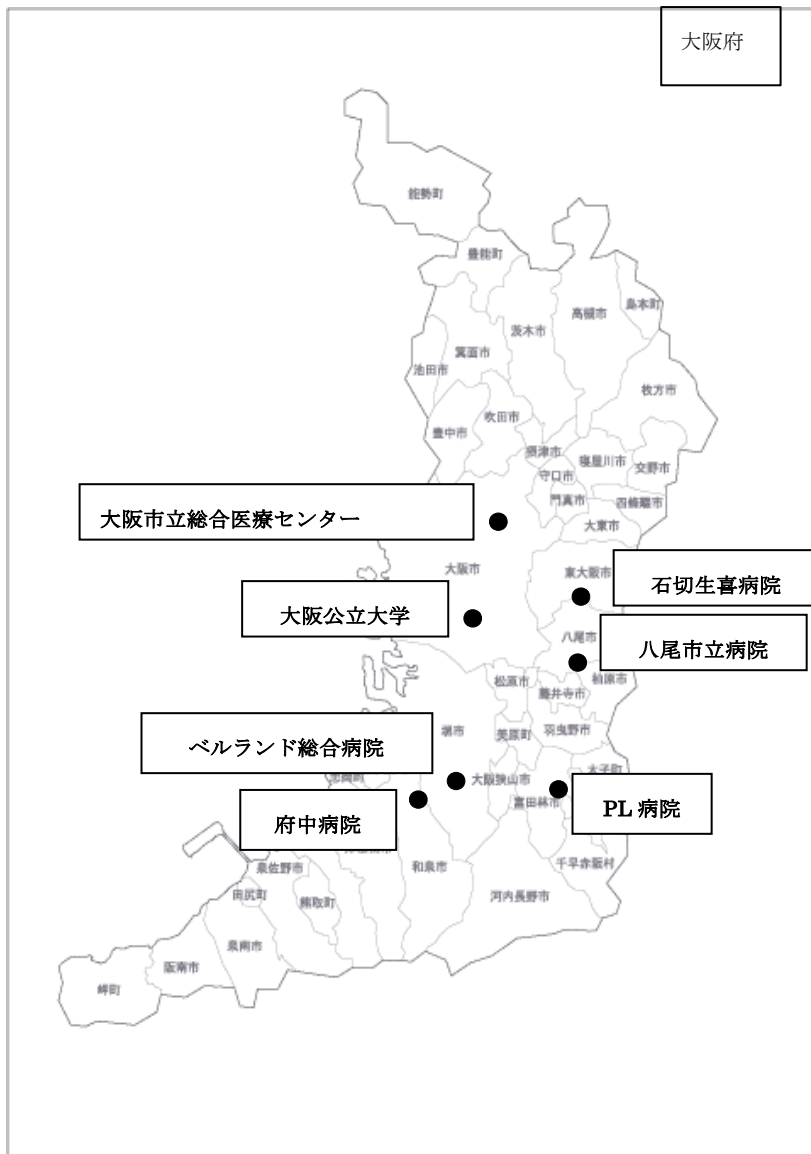 大阪府
能勢町
豊能町
島本町
高槻市
茨木市
箕面市
池田市
枚方市
吹田市
豊中市
摂津市
寝屋川市
交野市
守口市
門真市
四條畷市
大阪市立総合医療センター
大東市
大阪市
東大阪市
石切生喜病院
大阪公立大学
八尾市
八尾市立病院
松原市
柏原市
藤井寺市
堺市
美原町
羽曳野市
ベルランド総合病院
太子町
大阪狭山市
忠岡町
富田林市
PL 病院
府中病院
千早赤阪村
和泉市
泉佐野市
河内長野市
田尻町
熊取町
泉南市
阪南市
岬町